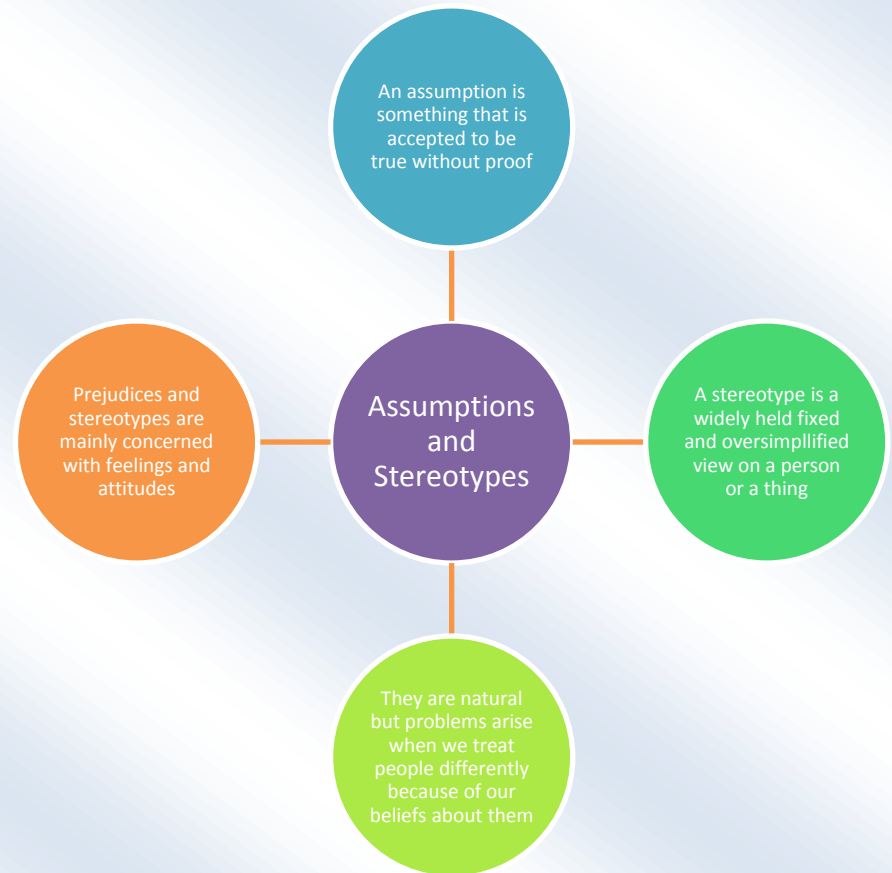 An assumption is
something that is
accepted to be
true without proof
Prejudices and
stereotypes are
mainly concerned
with feelings and
attitudes
Assumptions
and
Stereotypes
A stereotype is a
widely held fixed
and oversimpllified
view on a person
or a thing
They are natural
but problems arise
when we treat
people differently
because of our
beliefs about them